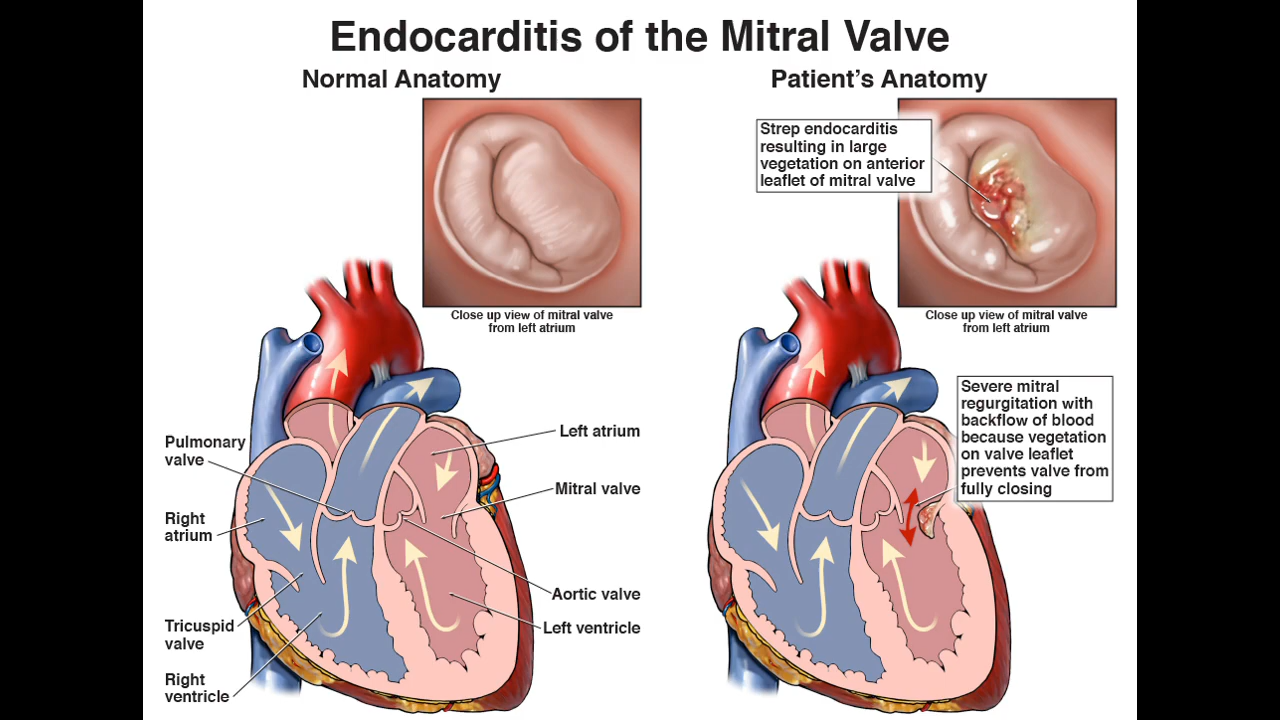 Endocarditis of the Mitral Valve
Normal Anatomy
Close up view of mitral valve
from left atrium
Pulmonary
valve
Right
atrium
Tricuspid
valve
Right
ventricle
Left atrium
Mitral valve
Aortic valve
Left ventricle
Patient’s Anatomy
Strep endocarditis
resulting in large
vegetation on anterior
leaflet of mitral valve
Close up view of mitral valve
from left atrium
Severe mitral
regurgitation with
backflow of blood
because vegetation
on valve leaflet
prevents valve from
fully closing